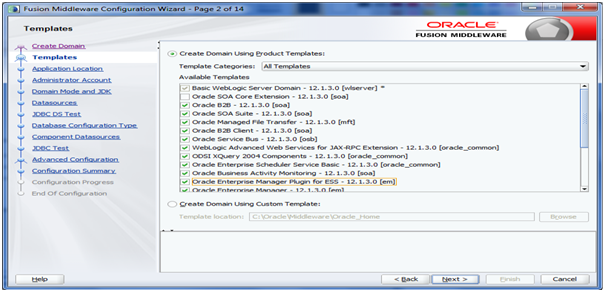 Fusion Middleware Configuration Wizard - Page 2 of 14
Templates
ORACLE
FUSION MIDDLEWARE
Create Domain
Templates
Application Location
Administrator Account
Domain Mode and JDK
Datasources
JDBC DS Test
Database Configuration Type
Component Datasources
JDBC Test
Advanced Configuration
Configuration Summary
Configuration Progress
End Of Configuration
Create Domain Using Product Templates:
Template Categories: All Templates
Available Templates
Basic WebLogic Server Domain - 12.1.3.0 [wlserver] *
Oracle SOA Core Extension - 12.1.3.0 [soa]
Oracle B2B - 12.1.3.0 [soa]
Oracle SOA Suite - 12.1.3.0 [soa]
Oracle Managed File Transfer - 12.1.3.0 [mft]
Oracle B2B Client - 12.1.3.0 [soa]
Oracle Service Bus - 12.1.3.0 [osb]
WebLogic Advanced Web Services for JAX-RPC Extension - 12.1.3.0 [oracle_common]
ODSI XQuery 2004 Components - 12.1.3.0 [oracle_common]
Oracle Enterprise Scheduler Service Basic - 12.1.3.0 [oracle_common]
Oracle Business Activity Monitoring - 12.1.3.0 [soa]
Oracle Enterprise Manager Plugin for ESS - 12.1.3.0 [em]
Oracle Enterprise Manager - 12.1.3.0 [em]
Create Domain Using Custom Template:
Template location: C:\Oracle\Middleware\Oracle_Home
Browse
Help
< Back
Next >
Finish
Cancel